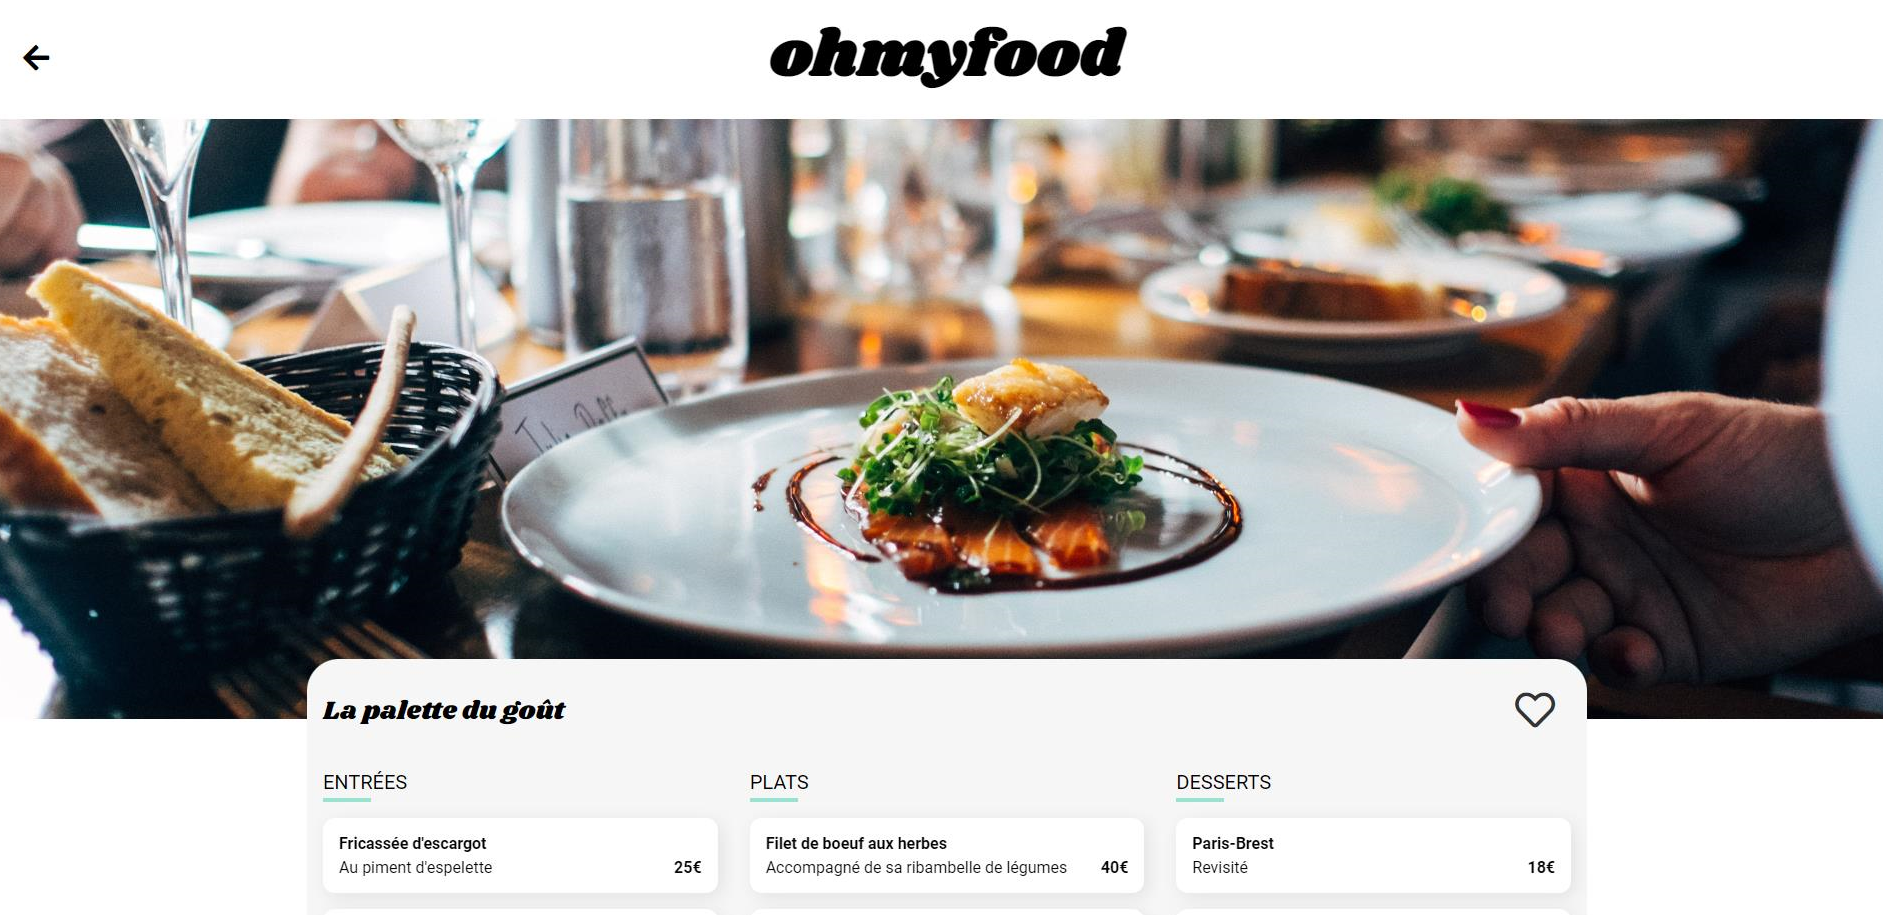 ohmyfood
La palette du goût
ENTRÉES
Fricassée d'escargot
Au piment d'espelette 25€
PLATS
Filet de boeuf aux herbes
Accompagné de sa ribambelle de légumes 40€
DESSERTS
Paris-Brest
Revisité 18€